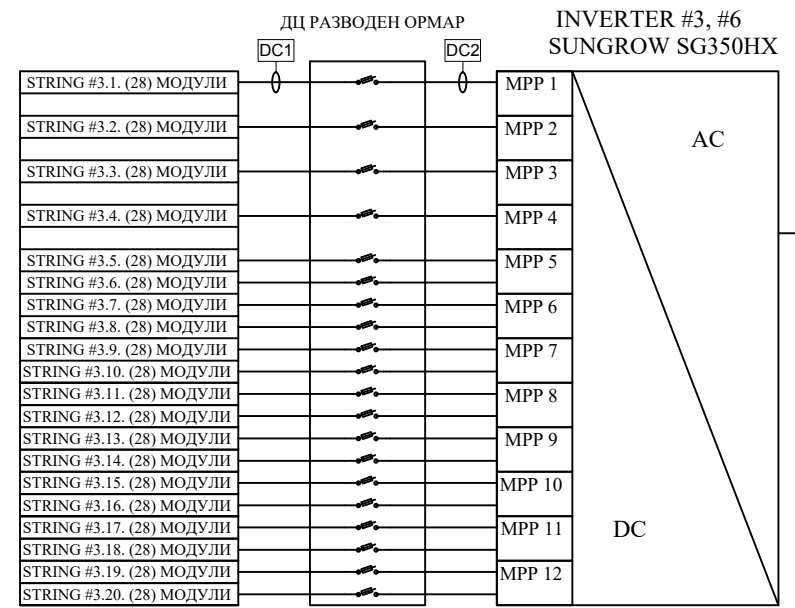 ДЦ РАЗВОДЕН ОРМАР
INVERTER #3, #6
SUNGROW SG350HX
DC1
DC2
STRING #3.1. (28) МОДУЛИ
MPP 1
STRING #3.2. (28) МОДУЛИ
MPP 2
AC
STRING #3.3. (28) МОДУЛИ
MPP 3
STRING #3.4. (28) МОДУЛИ
MPP 4
STRING #3.5. (28) МОДУЛИ
MPP 5
STRING #3.6. (28) МОДУЛИ
STRING #3.7. (28) МОДУЛИ
MPP 6
STRING #3.8. (28) МОДУЛИ
STRING #3.9. (28) МОДУЛИ
MPP 7
STRING #3.10. (28) МОДУЛИ
STRING #3.11. (28) МОДУЛИ
MPP 8
STRING #3.12. (28) МОДУЛИ
STRING #3.13. (28) МОДУЛИ
MPP 9
STRING #3.14. (28) МОДУЛИ
STRING #3.15. (28) МОДУЛИ
MPP 10
STRING #3.16. (28) МОДУЛИ
STRING #3.17. (28) МОДУЛИ
MPP 11
DC
STRING #3.18. (28) МОДУЛИ
STRING #3.19. (28) МОДУЛИ
MPP 12
STRING #3.20. (28) МОДУЛИ